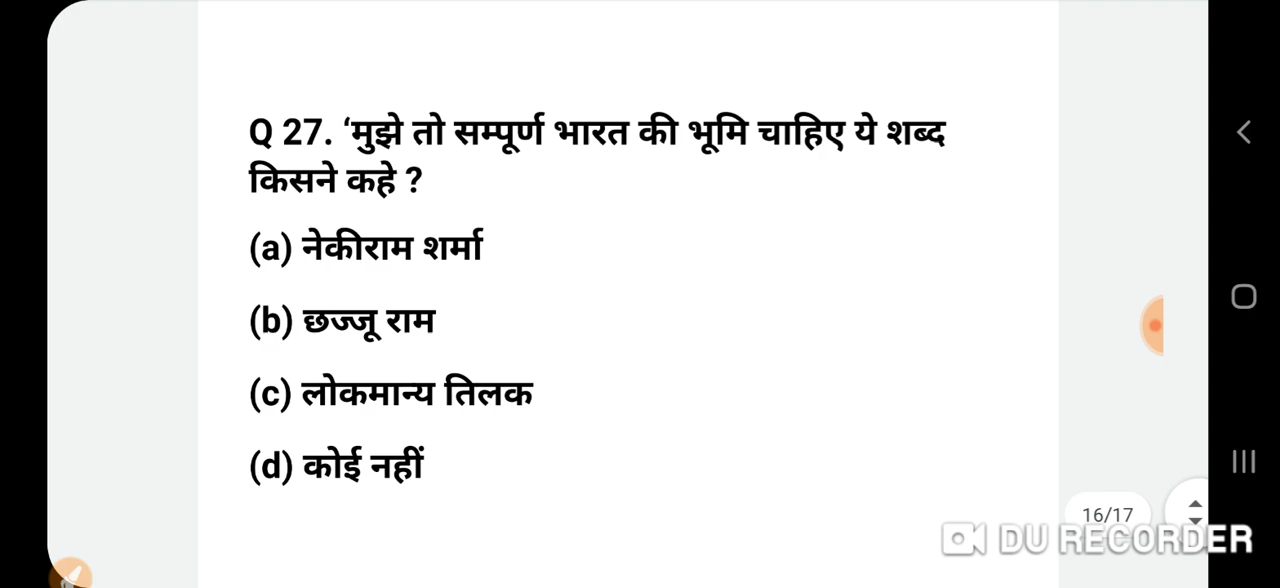 Q 27. ‘मुझे तो सम्पूर्ण भारत की भूमि चाहिए ये शब्द
किसने कहे ?
(a) नेकीराम शर्मा
(b) छज्जू राम
(c) लोकमान्य तिलक
(d) कोई नहीं
16/17
DU RECORDER